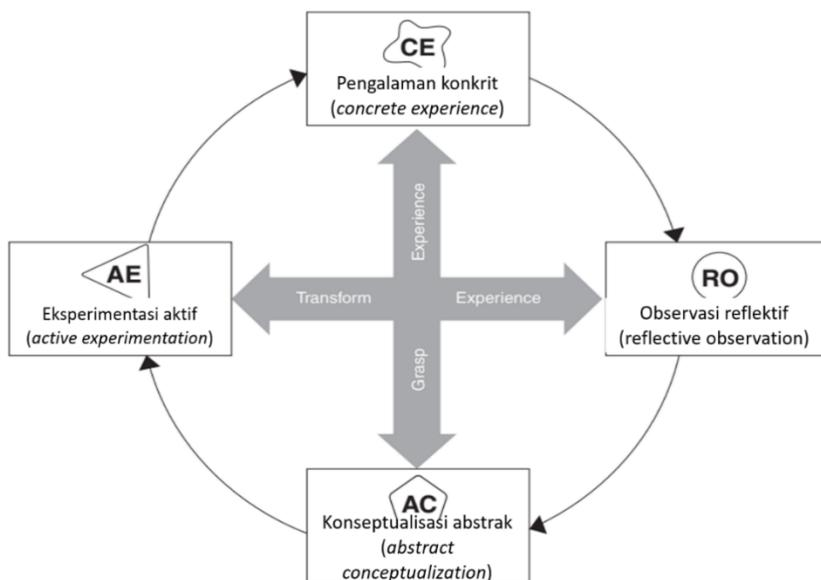 CE
Pengalaman konkrit
(concrete experience)
Experience
AE
Eksperimentasi aktif
(active experimentation)
Transform
Experience
RO
Observasi reflektif
(reflective observation)
Grasp
AC
Konseptualisasi abstrak
(abstract
conceptualization)